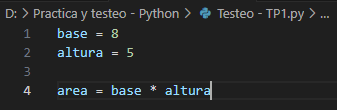 D: > Practica y testeo - Python > Testeo - TP1.py > ...
1 base = 8
2 altura = 5
3
4 area = base * altura